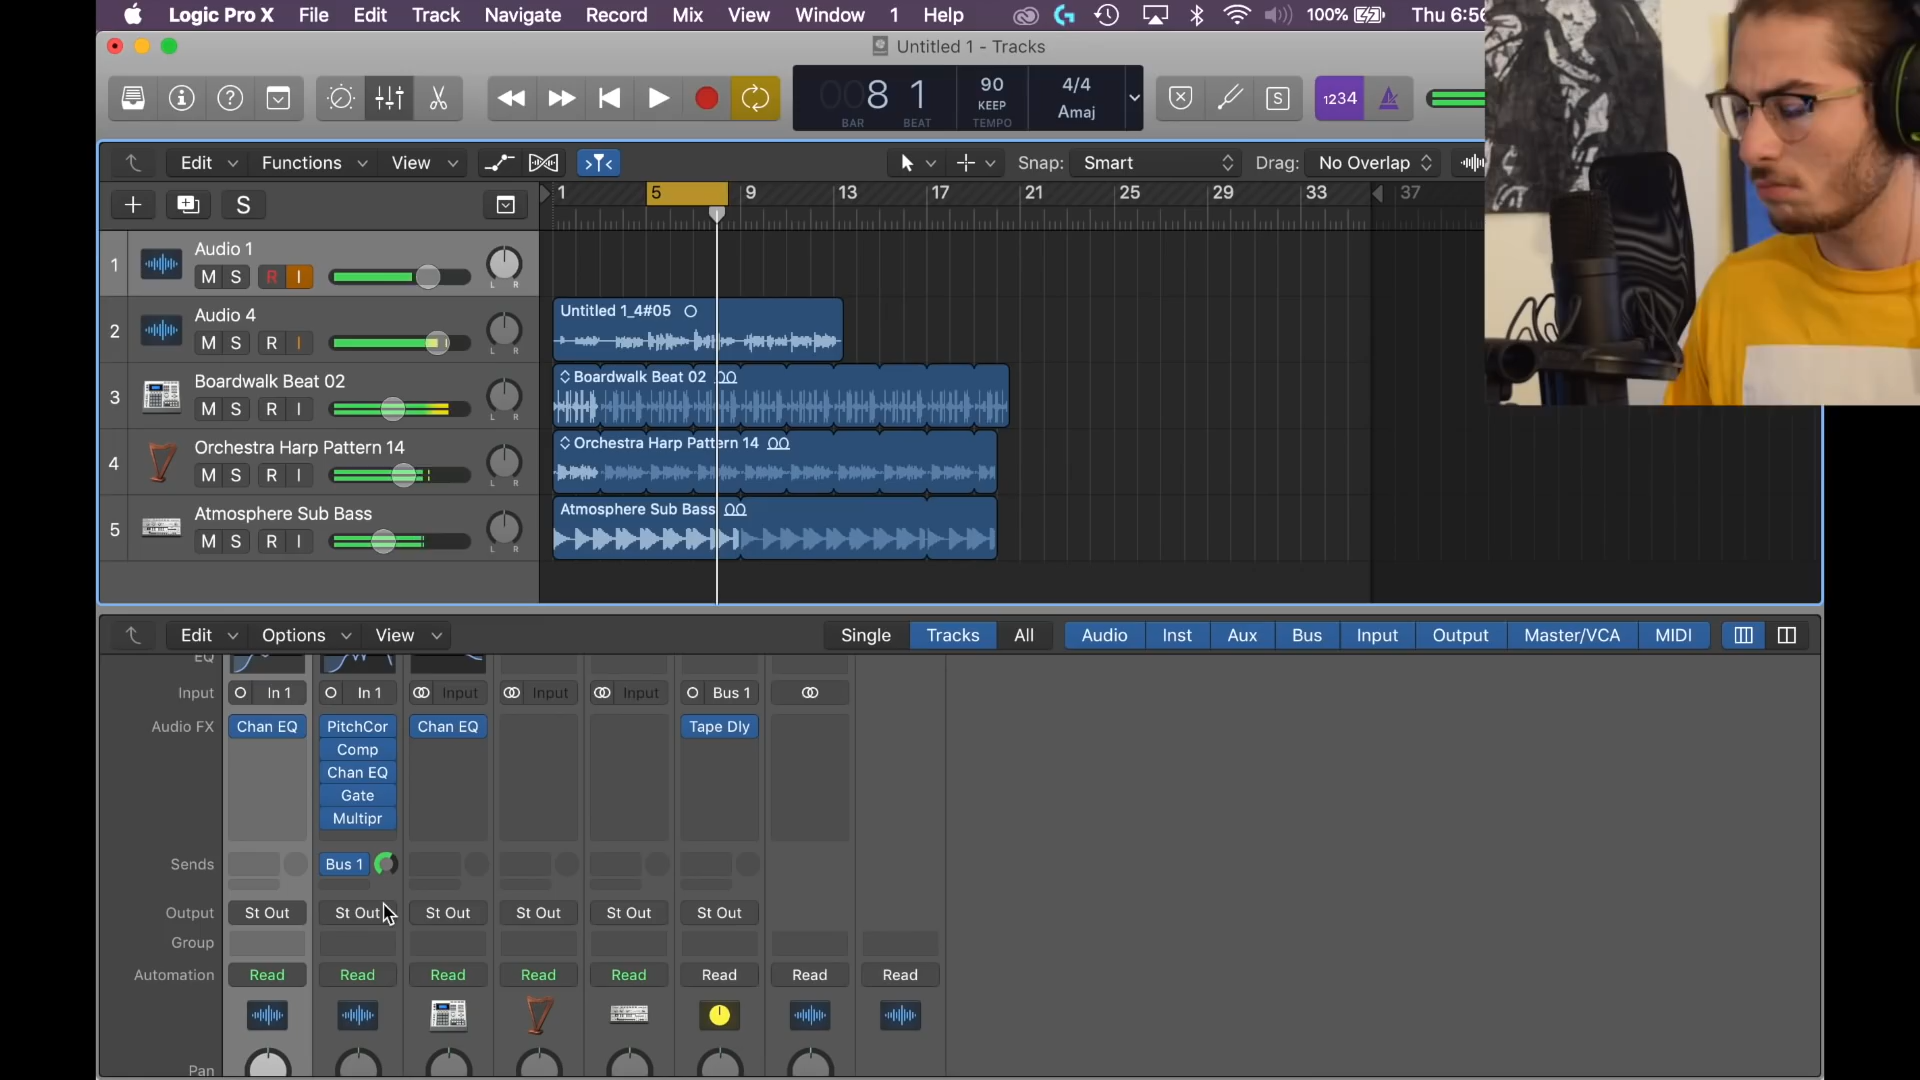 Logic Pro X File Edit Track Navigate Record Mix View Window 1 Help 100% Thu 6:56
Untitled 1 - Tracks
1234
008 1
BAR BEAT
90
KEEP
TEMPO
4/4
Amaj
S
Edit Functions View Snap: Smart Drag: No Overlap
S
1 5 9 13 17 21 25 29 33 37
1 Audio 1
M S R I L R
2 Audio 4
M S R I L R
Untitled 1_4#05
3 Boardwalk Beat 02
M S R I L R
Boardwalk Beat 02
4 Orchestra Harp Pattern 14
M S R I L R
Orchestra Harp Pattern 14
5 Atmosphere Sub Bass
M S R I L R
Atmosphere Sub Bass
Edit Options View Single Tracks All Audio Inst Aux Bus Input Output Master/VCA MIDI
EQ
Input In 1 In 1 Input Input Input Bus 1
Audio FX Chan EQ PitchCor Chan EQ Tape Dly
Comp
Chan EQ
Gate
Multipr
Sends Bus 1
Output St Out St Out St Out St Out St Out St Out
Group
Automation Read Read Read Read Read Read Read Read
Pan